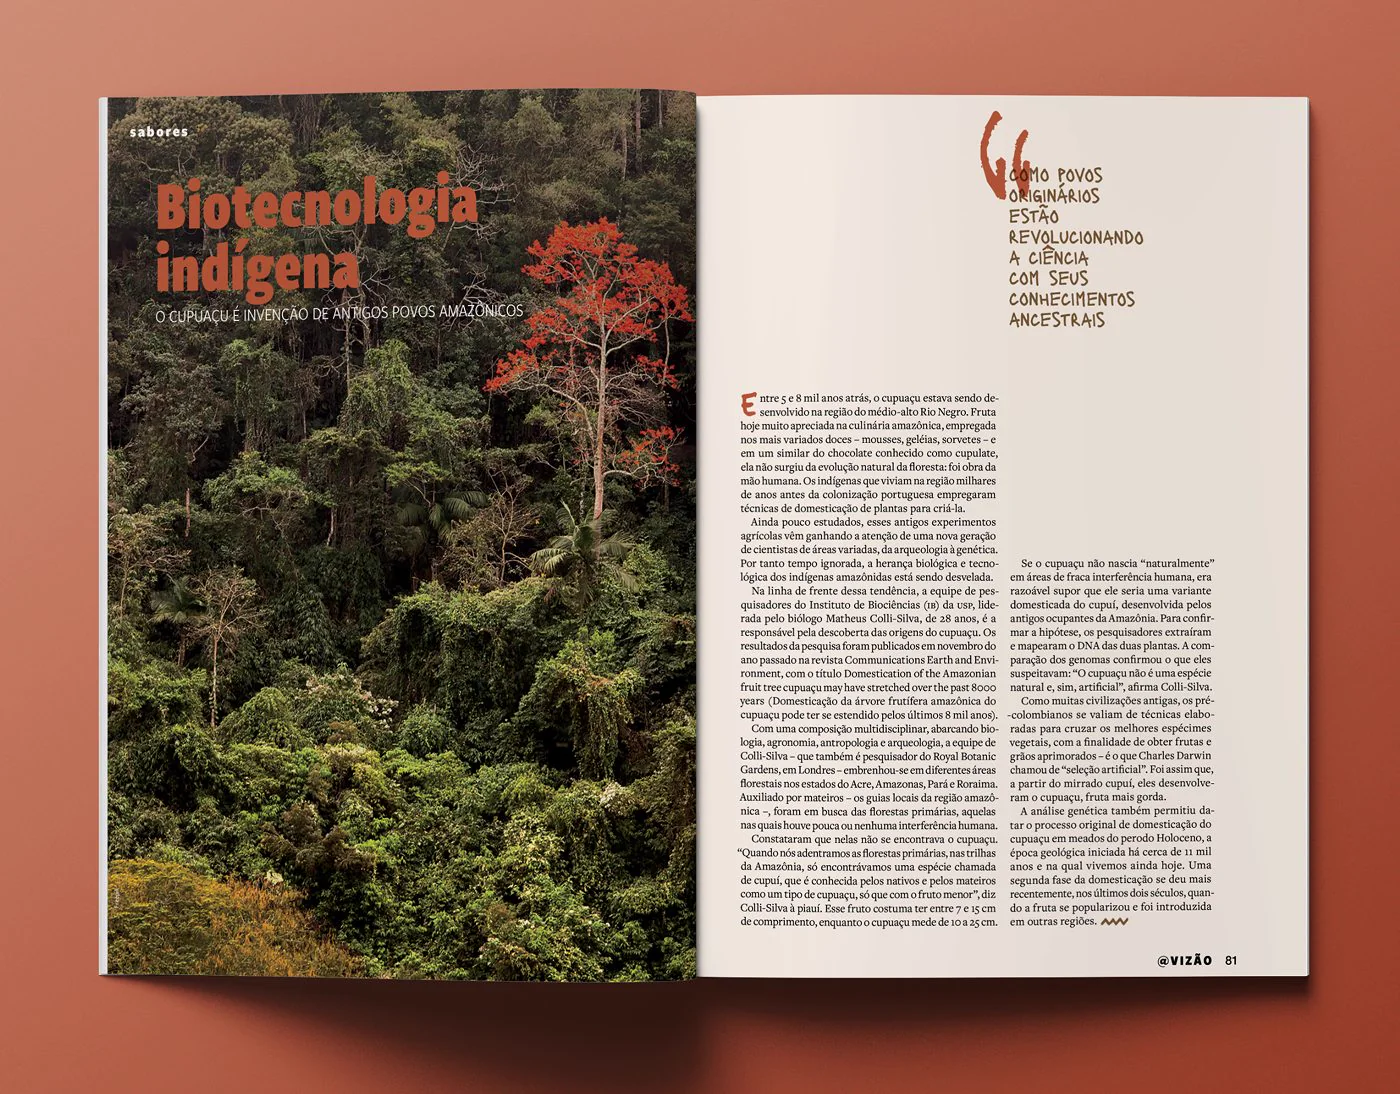 sabores
Biotecnologia
indígena
O CUPUAÇU É INVENÇÃO DE ANTIGOS POVOS AMAZÔNICOS
COMO POVOS
ORIGINÁRIOS
ESTÃO
REVOLUCIONANDO
A CIÊNCIA
COM SEUS
CONHECIMENTOS
ANCESTRAIS
Entre 5 e 8 mil anos atrás, o cupuaçu estava sendo de-
senvolvido na região do médio-alto Rio Negro. Fruta
hoje muito apreciada na culinária amazônica, empregada
nos mais variados doces – mousses, geléias, sorvetes – e
em um similar do chocolate conhecido como cupulate,
ela não surgiu da evolução natural da floresta: foi obra da
mão humana. Os indígenas que viviam na região milhares
de anos antes da colonização portuguesa empregaram
técnicas de domesticação de plantas para criá-la.
Ainda pouco estudados, esses antigos experimentos
agrícolas vêm ganhando a atenção de uma nova geração
de cientistas de áreas variadas, da arqueologia à genética.
Por tanto tempo ignorada, a herança biológica e tecno-
lógica dos indígenas amazônidas está sendo desvelada.
Na linha de frente dessa tendência, a equipe de pes-
quisadores do Instituto de Biociências (IB) da USP, lide-
rada pelo biólogo Matheus Colli-Silva, de 28 anos, é a
responsável pela descoberta das origens do cupuaçu. Os
resultados da pesquisa foram publicados em novembro do
ano passado na revista Communications Earth and Envi-
ronment, com o título Domestication of the Amazonian
fruit tree cupuaçu may have stretched over the past 8000
years (Domesticação da árvore frutífera amazônica do
cupuaçu pode ter se estendido pelos últimos 8 mil anos).
Com uma composição multidisciplinar, abarcando bio-
logia, agronomia, antropologia e arqueologia, a equipe de
Colli-Silva – que também é pesquisador do Royal Botanic
Gardens, em Londres – embrenhou-se em diferentes áreas
florestais nos estados do Acre, Amazonas, Pará e Roraima.
Auxiliado por mateiros – os guias locais da região amazô-
nica –, foram em busca das florestas primárias, aquelas
nas quais houve pouca ou nenhuma interferência humana.
Constataram que nelas não se encontrava o cupuaçu.
“Quando nós adentramos as florestas primárias, nas trilhas
da Amazônia, só encontrávamos uma espécie chamada
de cupuí, que é conhecida pelos nativos e pelos mateiros
como um tipo de cupuaçu, só que com o fruto menor”, diz
Colli-Silva à piauí. Esse fruto costuma ter entre 7 e 15 cm
de comprimento, enquanto o cupuaçu mede de 10 a 25 cm.
Se o cupuaçu não nascia “naturalmente”
em áreas de fraca interferência humana, era
razoável supor que ele seria uma variante
domesticada do cupuí, desenvolvida pelos
antigos ocupantes da Amazônia. Para confir-
mar a hipótese, os pesquisadores extraíram
e mapearam o DNA das duas plantas. A com-
paração dos genomas confirmou o que eles
suspeitavam: “O cupuaçu não é uma espécie
natural e, sim, artificial”, afirma Colli-Silva.
Como muitas civilizações antigas, os pré-
-colombianos se valiam de técnicas elabo-
radas para cruzar os melhores espécimes
vegetais, com a finalidade de obter frutas e
grãos aprimorados – é o que Charles Darwin
chamou de “seleção artificial”. Foi assim que,
a partir do mirrado cupuí, eles desenvolve-
ram o cupuaçu, fruta mais gorda.
A análise genética também permitiu da-
tar o processo original de domesticação do
cupuaçu em meados do perodo Holoceno, a
época geológica iniciada há cerca de 11 mil
anos e na qual vivemos ainda hoje. Uma
segunda fase da domesticação se deu mais
recentemente, nos últimos dois séculos, quan-
do a fruta se popularizou e foi introduzida
em outras regiões.
@VIZÃO 81